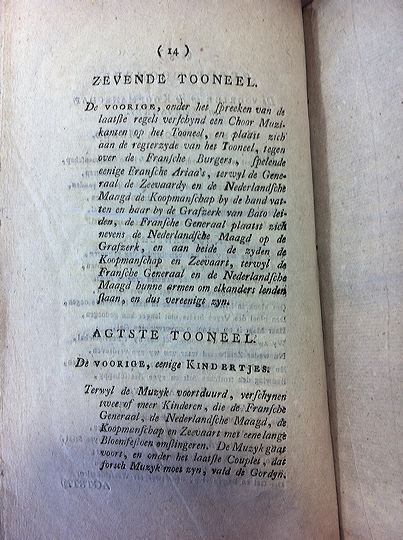 ( 14 )
ZEVENDE TOONEEL.
De VOORIGE, onder het ſpreeken van de
laatſte regels verſchynd een Choor Muzi-
kanten op het Tooneel, en plaatſt zich
aan de regterzyde van het Tooneel, tegen
over de Franſche Burgers, ſpelende
eenige Franſche Ariaa's, terwyl de Gene-
raal de Zeevaardy en de Nederlandſche
Maagd de Koopmanſchap by de hand vat-
ten en haar by de Grafzerk van Bato lei-
den, de Franſche Generaal plaatſt zich
nevens de Nederlandſche Maagd op de
Grafzerk, en aan beide de zyden de
Koopmanſchap en Zeevaart, terwyl de
Franſche Generaal en de Nederlandſche
Maagd hunne armen om elkanders lenden
ſlaan, en dus vereenigt zyn.
AGTSTE TOONEEL.
De VOORIGE, eenige KINDERTJES.
Terwyl de Muzyk voortduurd, verſchynen
twee of meer Kinderen, die de Franſche
Generaal, de Nederlandſche Maagd, de
Koopmanſchap en Zeevaart met eene lange
Bloemfeſtoen omſlingeren. De Muzyk gaat
voort, en onder het laatſte Couplet, dat
forſch Muzyk moet zyn, vald de Gordyn.